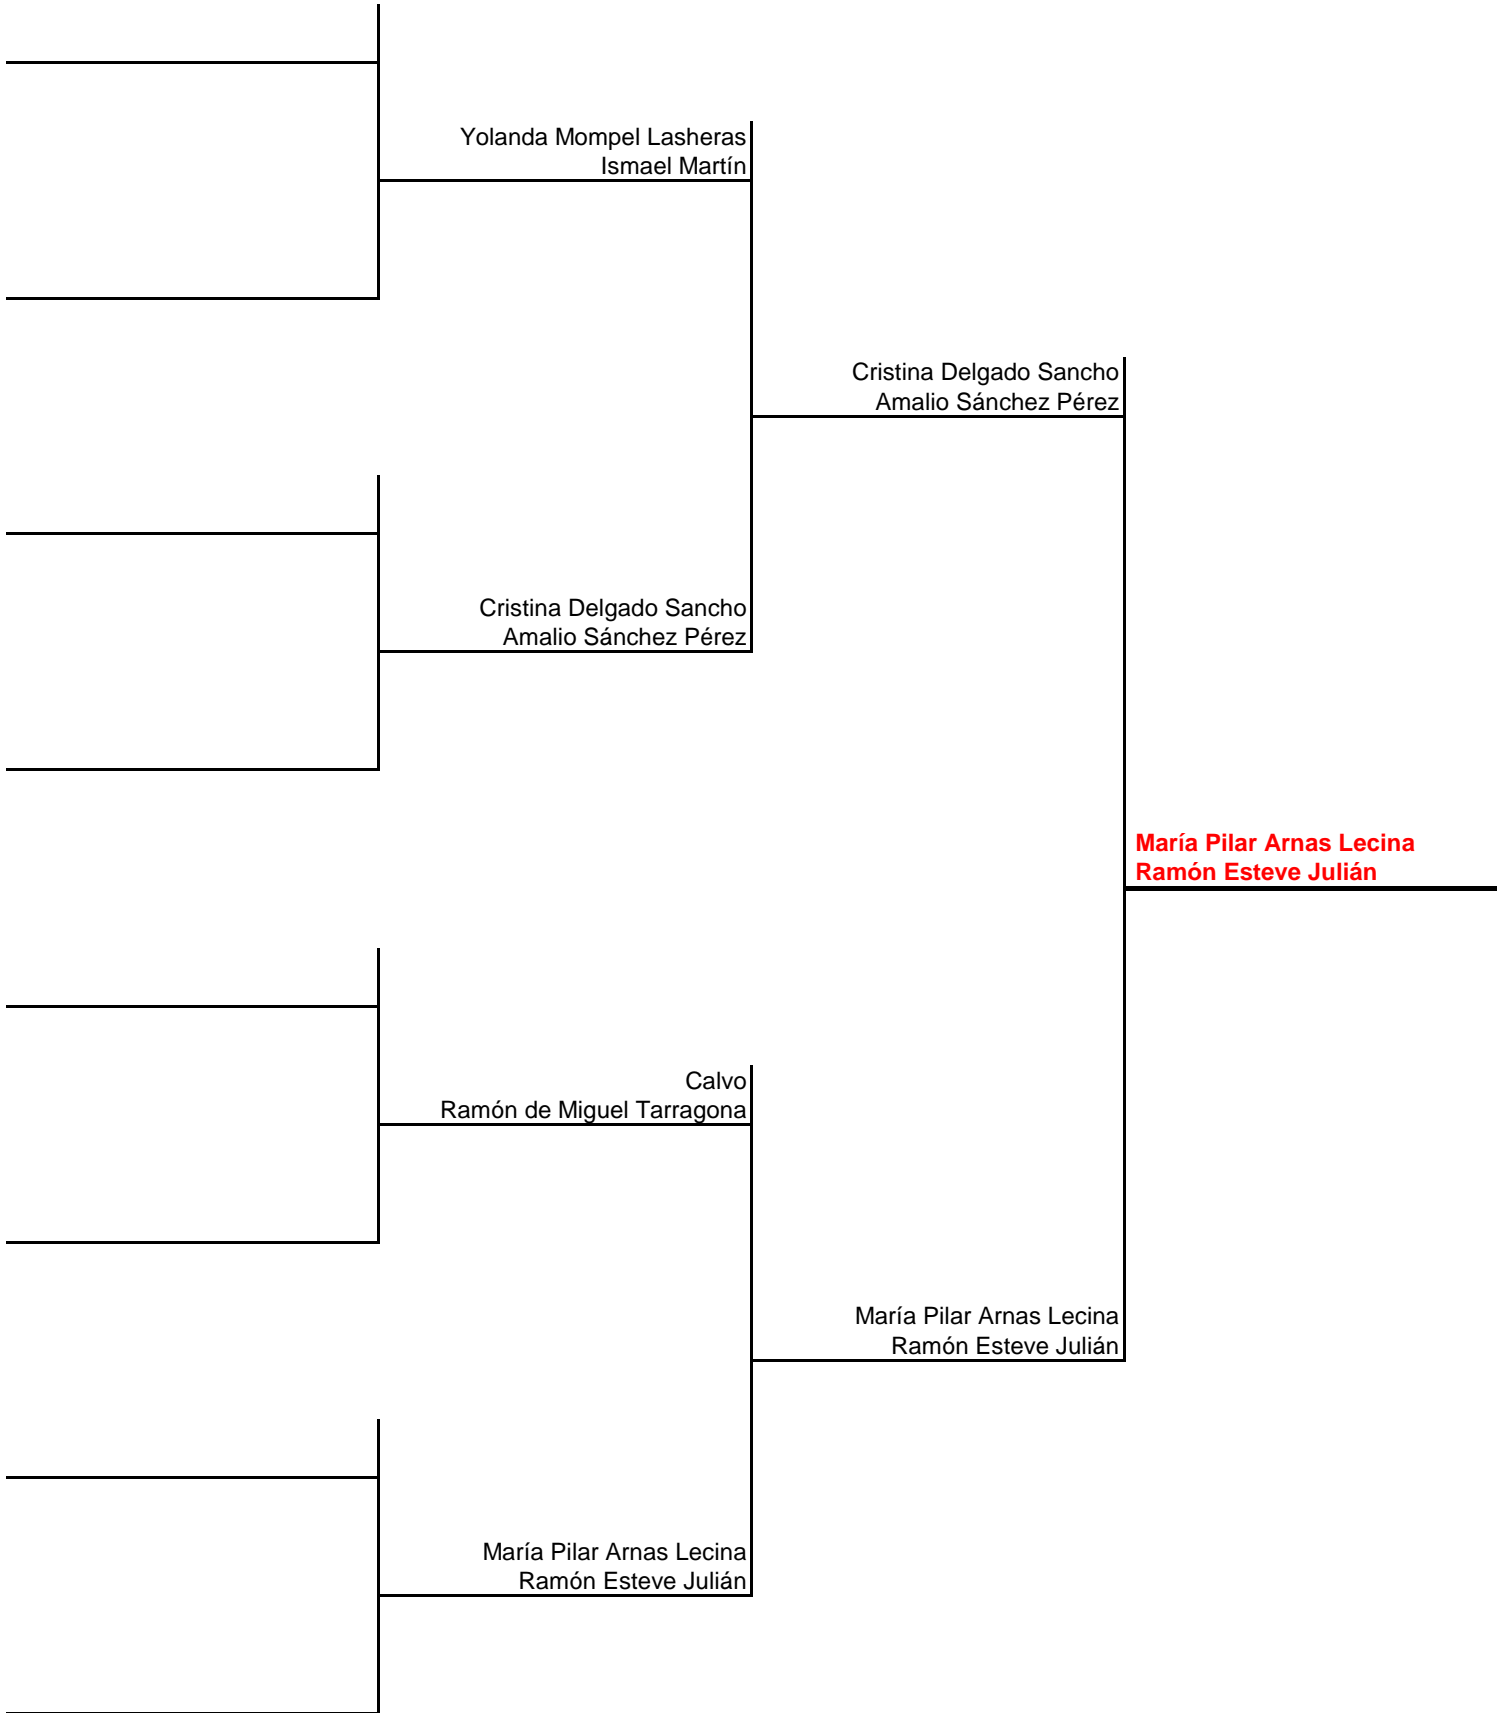 Yolanda Mompel Lasheras
Ismael Martín
Cristina Delgado Sancho
Amalio Sánchez Pérez
Cristina Delgado Sancho
Amalio Sánchez Pérez
María Pilar Arnas Lecina
Ramón Esteve Julián
Calvo
Ramón de Miguel Tarragona
María Pilar Arnas Lecina
Ramón Esteve Julián
María Pilar Arnas Lecina
Ramón Esteve Julián